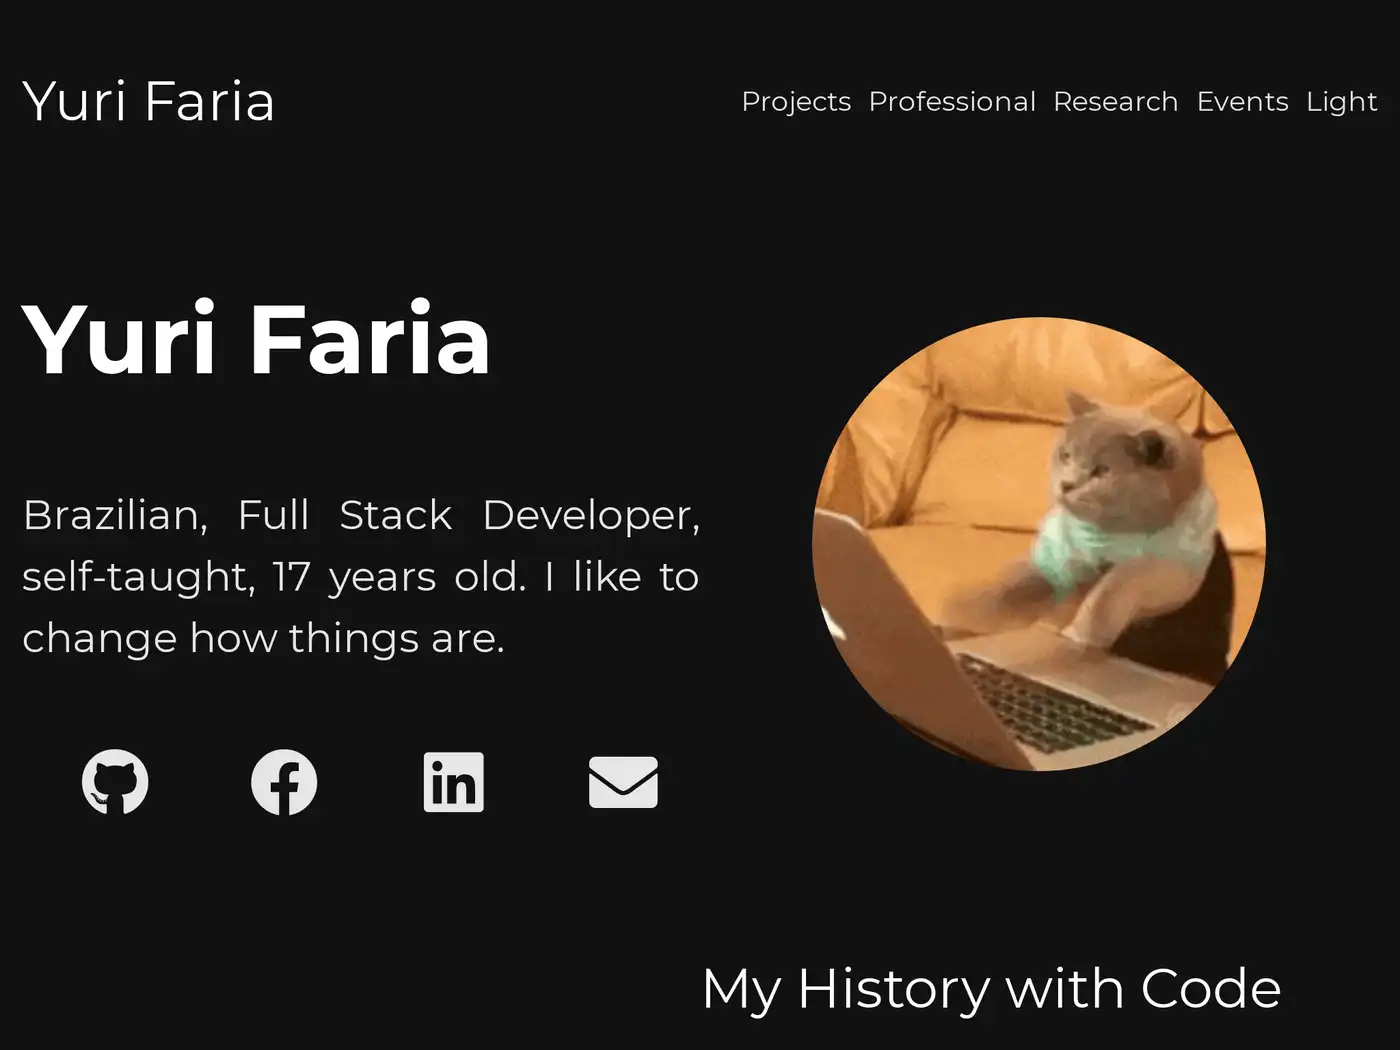 Yuri Faria
Projects Professional Research Events Light
Yuri Faria
Brazilian, Full Stack Developer,
self-taught, 17 years old. I like to
change how things are.
My History with Code